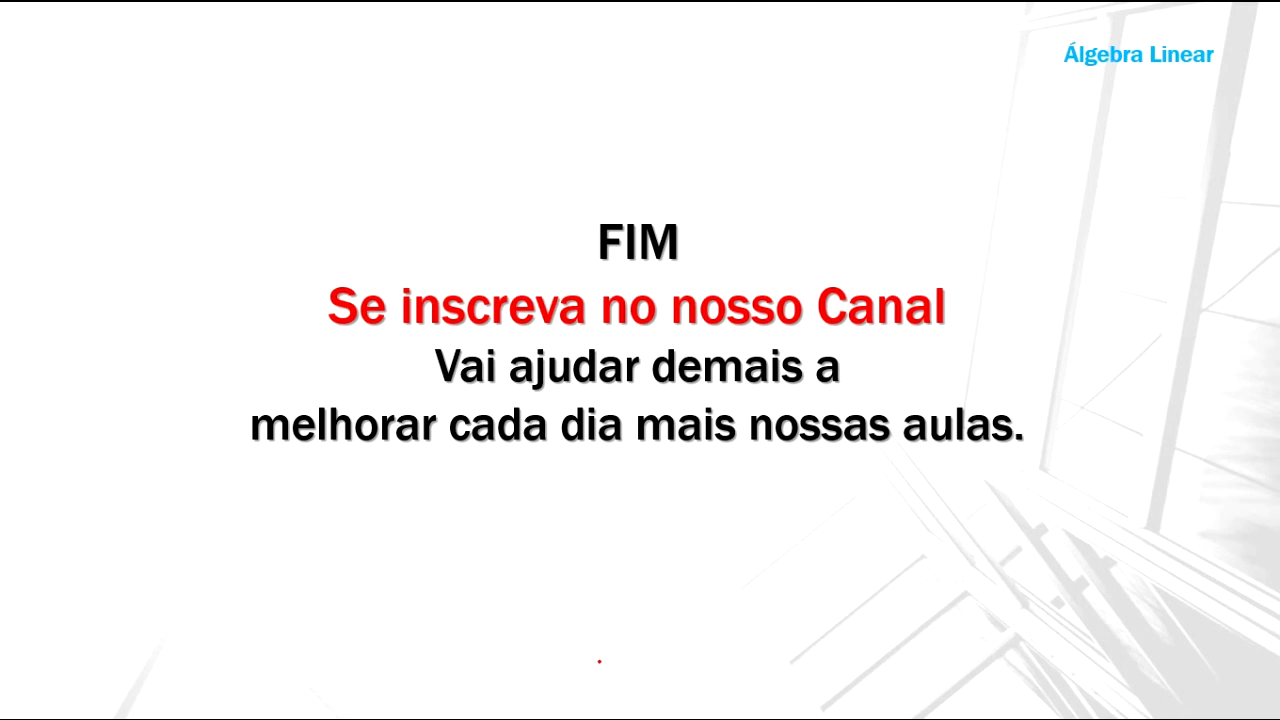 Álgebra Linear
FIM
Se inscreva no nosso Canal
Vai ajudar demais a
melhorar cada dia mais nossas aulas.